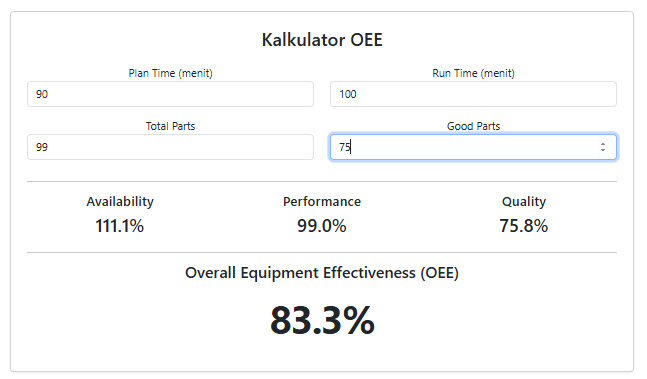 Kalkulator OEE
Plan Time (menit) Run Time (menit)
90 100
Total Parts Good Parts
99 75
Availability Performance Quality
111.1% 99.0% 75.8%
Overall Equipment Effectiveness (OEE)
83.3%